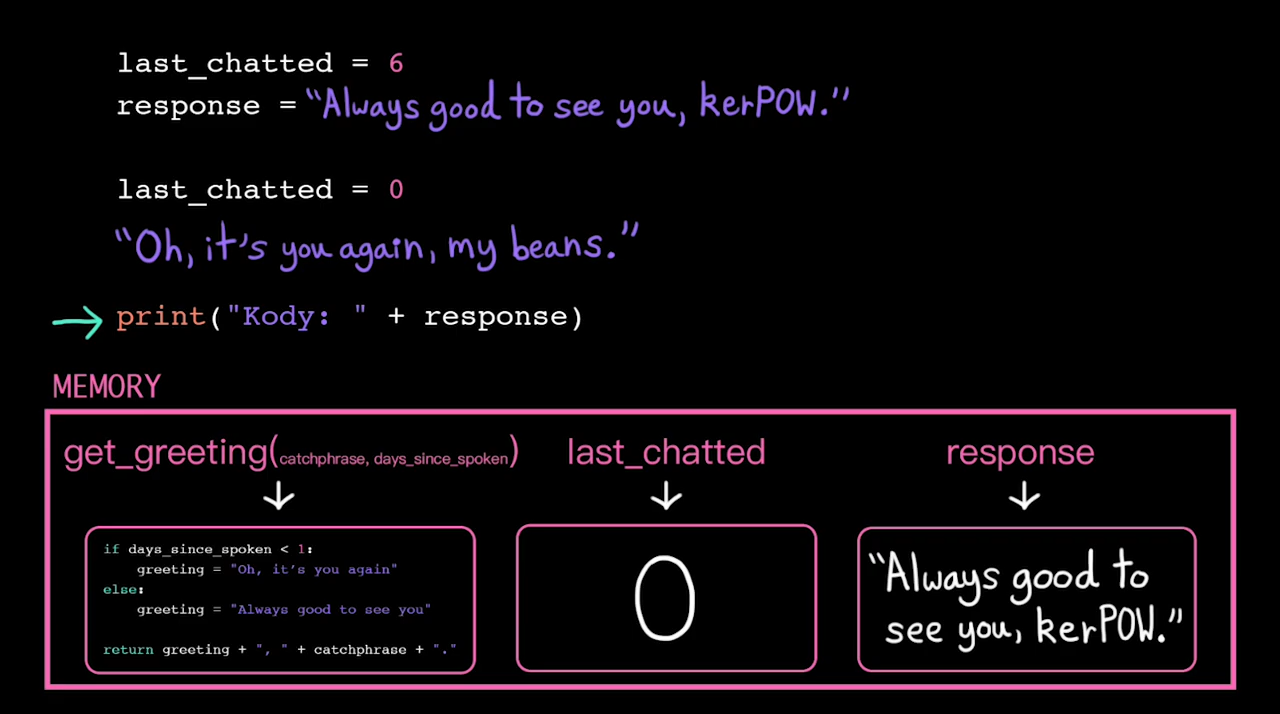 last_chatted = 6
response = “Always good to see you, kerPOW.”
last_chatted = 0
“Oh, it's you again, my beans.”
→ print("Kody: " + response)
MEMORY
get_greeting(catchphrase, days_since_spoken)
last_chatted
response
if days_since_spoken < 1:
greeting = "Oh, it’s you again"
else:
greeting = "Always good to see you"
return greeting + ", " + catchphrase + "."
0
“Always good to
see you, kerPOW.”